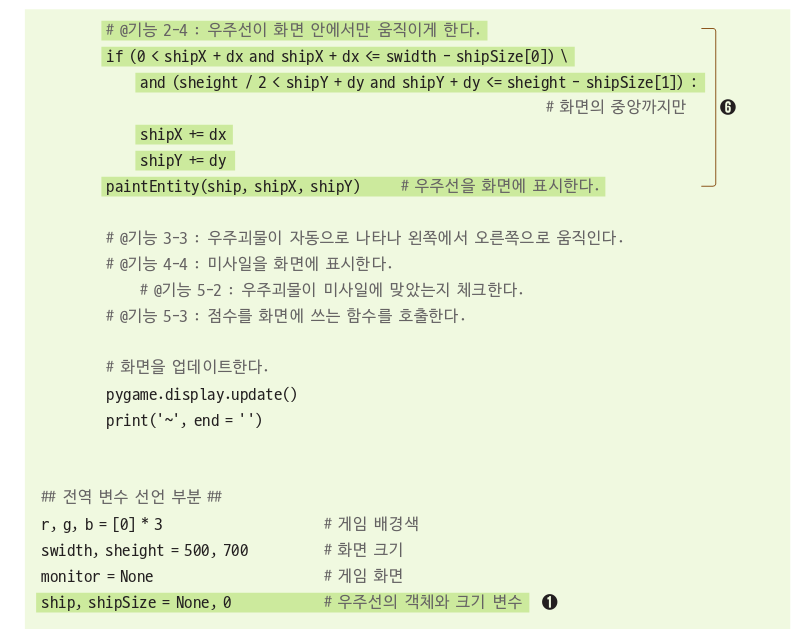 # @기능 2-4 : 우주선이 화면 안에서만 움직이게 한다.
if (0 < shipX + dx and shipX + dx <= swidth - shipSize[0]) \
and (sheight / 2 < shipY + dy and shipY + dy <= sheight - shipSize[1]) :
# 화면의 중앙까지만 ❻
shipX += dx
shipY += dy
paintEntity(ship, shipX, shipY) # 우주선을 화면에 표시한다.
# @기능 3-3 : 우주괴물이 자동으로 나타나 왼쪽에서 오른쪽으로 움직인다.
# @기능 4-4 : 미사일을 화면에 표시한다.
# @기능 5-2 : 우주괴물이 미사일에 맞았는지 체크한다.
# @기능 5-3 : 점수를 화면에 쓰는 함수를 호출한다.
# 화면을 업데이트한다.
pygame.display.update()
print('~', end = '')
## 전역 변수 선언 부분 ##
r, g, b = [0] * 3 # 게임 배경색
swidth, sheight = 500, 700 # 화면 크기
monitor = None # 게임 화면
ship, shipSize = None, 0 # 우주선의 객체와 크기 변수 ❶